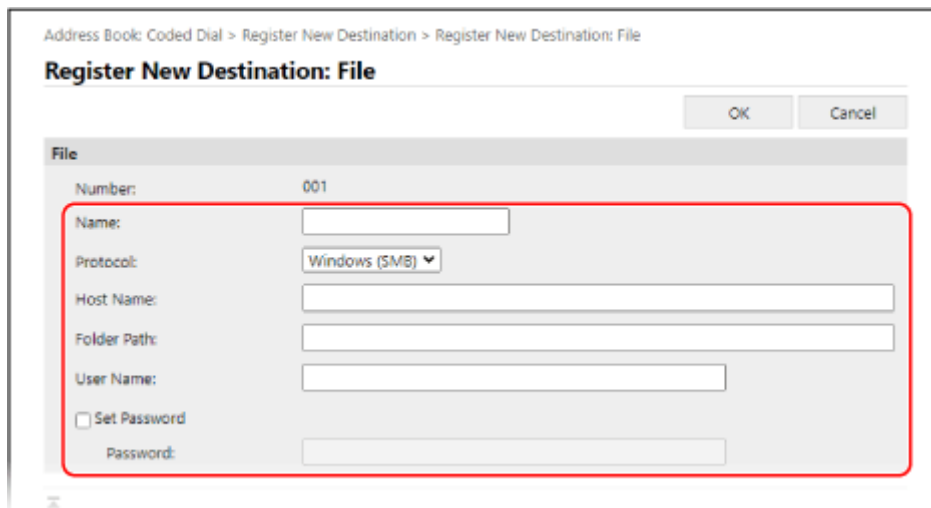 Address Book: Coded Dial > Register New Destination > Register New Destination: File
Register New Destination: File
OK Cancel
File
Number: 001
Name:
Protocol: Windows (SMB)
Host Name:
Folder Path:
User Name:
Set Password
Password: